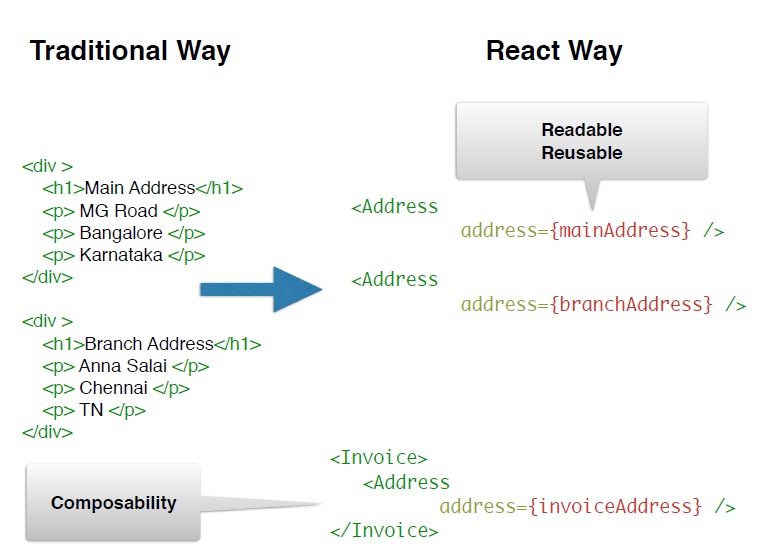 Traditional Way
<div >
<h1>Main Address</h1>
<p> MG Road </p>
<p> Bangalore </p>
<p> Karnataka </p>
</div>
<div >
<h1>Branch Address</h1>
<p> Anna Salai </p>
<p> Chennai </p>
<p> TN </p>
</div>
Composability
React Way
Readable
Reusable
<Address
address={mainAddress} />
<Address
address={branchAddress} />
<Invoice>
<Address
address={invoiceAddress} />
</Invoice>